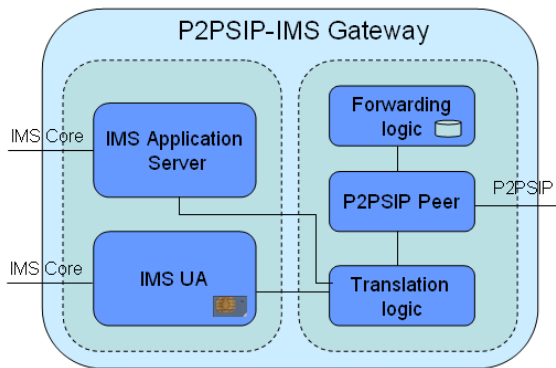 P2PSIP-IMS Gateway
IMS Core
IMS Application
Server
IMS Core
IMS UA
Forwarding
logic
P2PSIP Peer
P2PSIP
Translation
logic